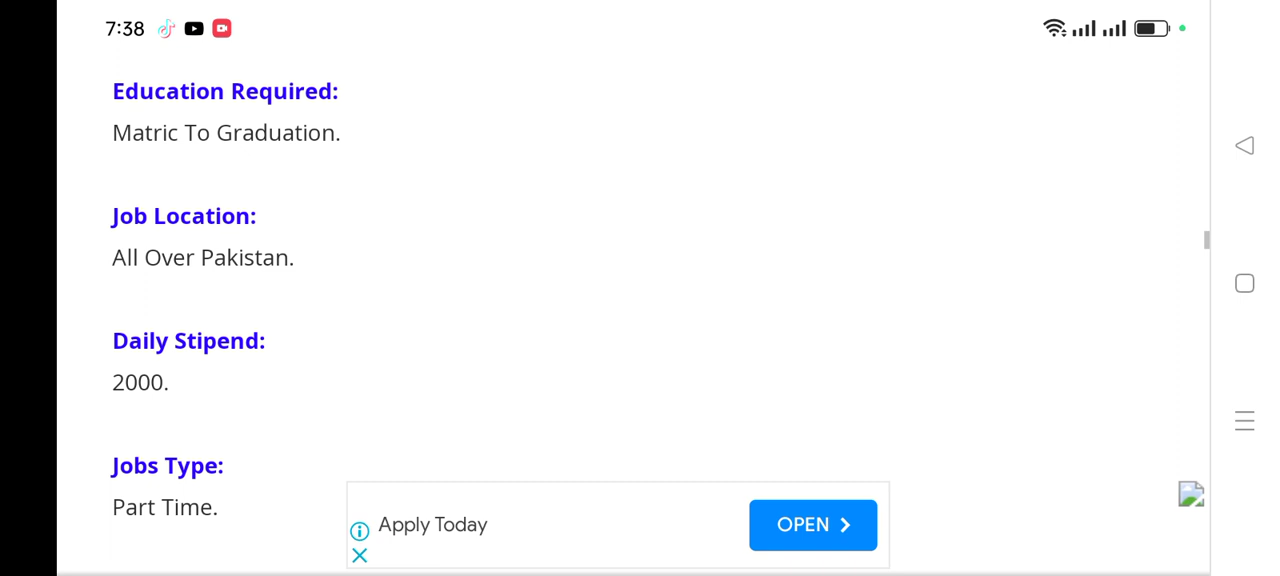 7:38
Education Required:
Matric To Graduation.
Job Location:
All Over Pakistan.
Daily Stipend:
2000.
Jobs Type:
Part Time.
Apply Today
OPEN